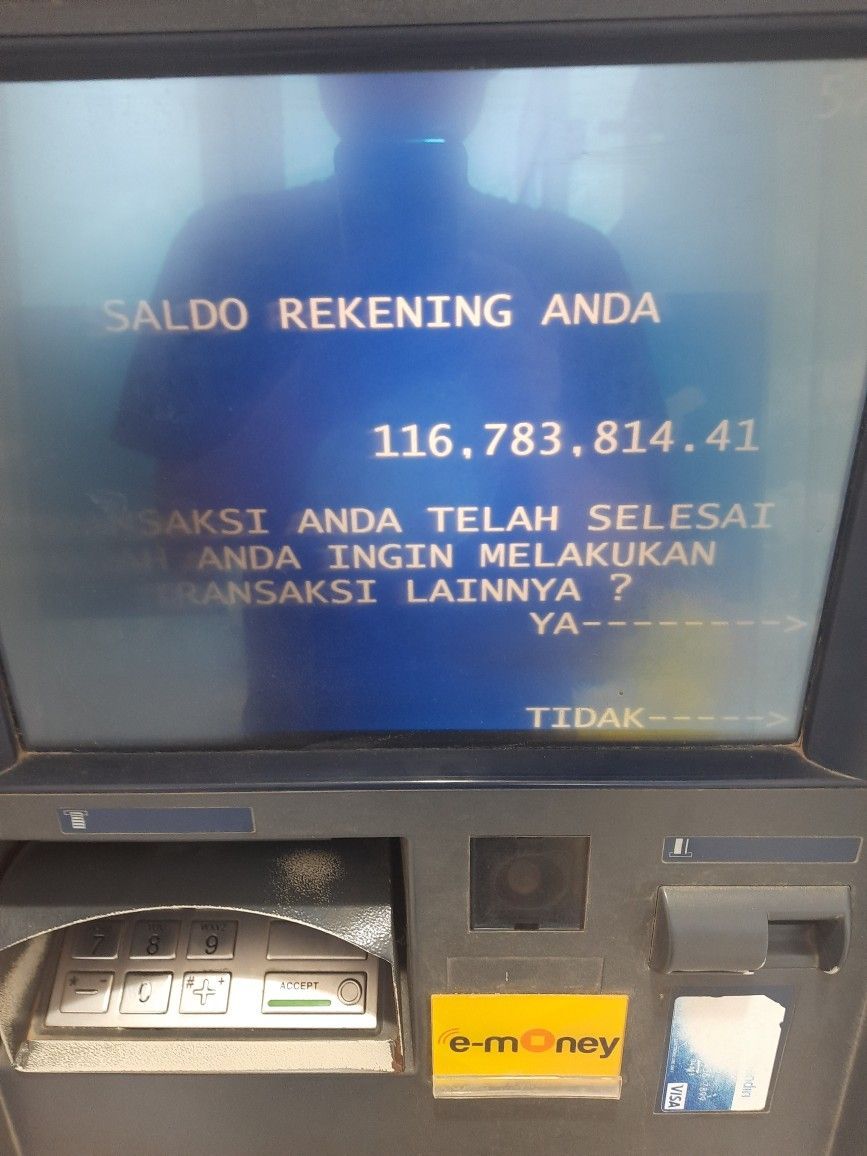 SALDO REKENING ANDA
116,783,814.41
ANDA TELAH SELESAI
ANDA INGIN MELAKUKAN
TRANSAKSI LAINNYA ?
YA-------->
TIDAK----->
7 8 9
0
ACCEPT
e-money
VISA